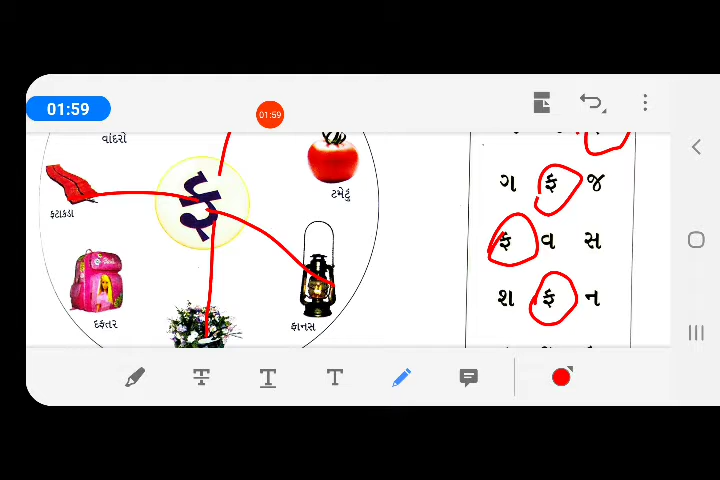 01:59
01:59
વાંદરો
ટમેટું
ફ
ફટાકડા
દફતર
ફાનસ
ગ ફ જ
ફ વ સ
શ ફ ન